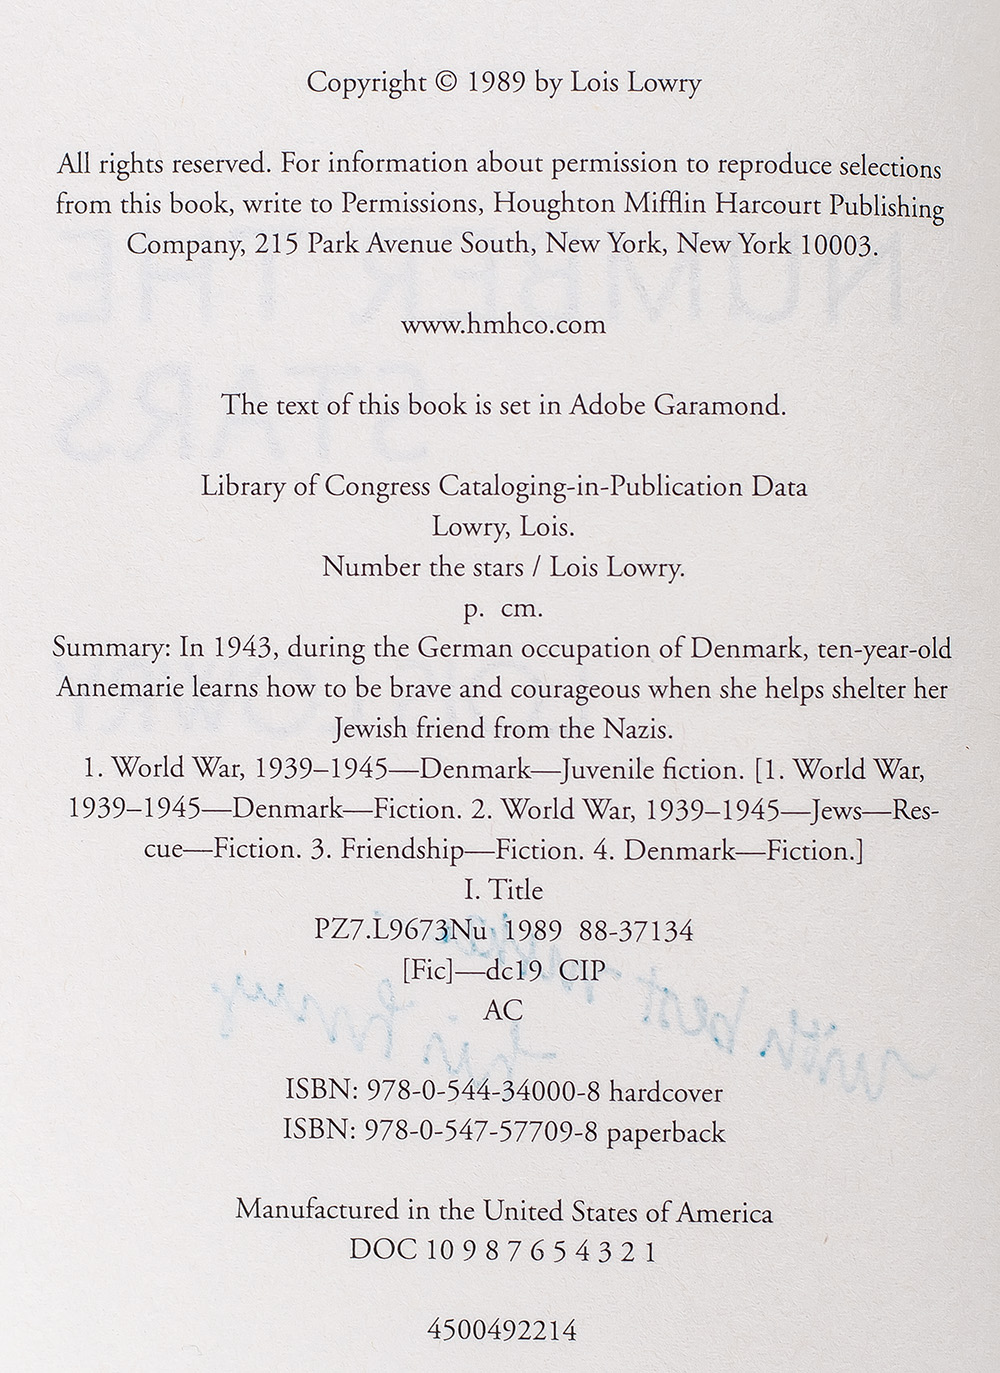 Copyright © 1989 by Lois Lowry
All rights reserved. For information about permission to reproduce selections
from this book, write to Permissions, Houghton Mifflin Harcourt Publishing
Company, 215 Park Avenue South, New York, New York 10003.
www.hmhco.com
The text of this book is set in Adobe Garamond.
Library of Congress Cataloging-in-Publication Data
Lowry, Lois.
Number the stars / Lois Lowry.
p. cm.
Summary: In 1943, during the German occupation of Denmark, ten-year-old
Annemarie learns how to be brave and courageous when she helps shelter her
Jewish friend from the Nazis.
1. World War, 1939–1945—Denmark—Juvenile fiction. [1. World War,
1939–1945—Denmark—Fiction. 2. World War, 1939–1945—Jews—Res-
cue—Fiction. 3. Friendship—Fiction. 4. Denmark—Fiction.]
I. Title
PZ7.L9673Nu 1989 88-37134
[Fic]—dc19 CIP
AC
ISBN: 978-0-544-34000-8 hardcover
ISBN: 978-0-547-57709-8 paperback
Manufactured in the United States of America
DOC 10 9 8 7 6 5 4 3 2 1
4500492214